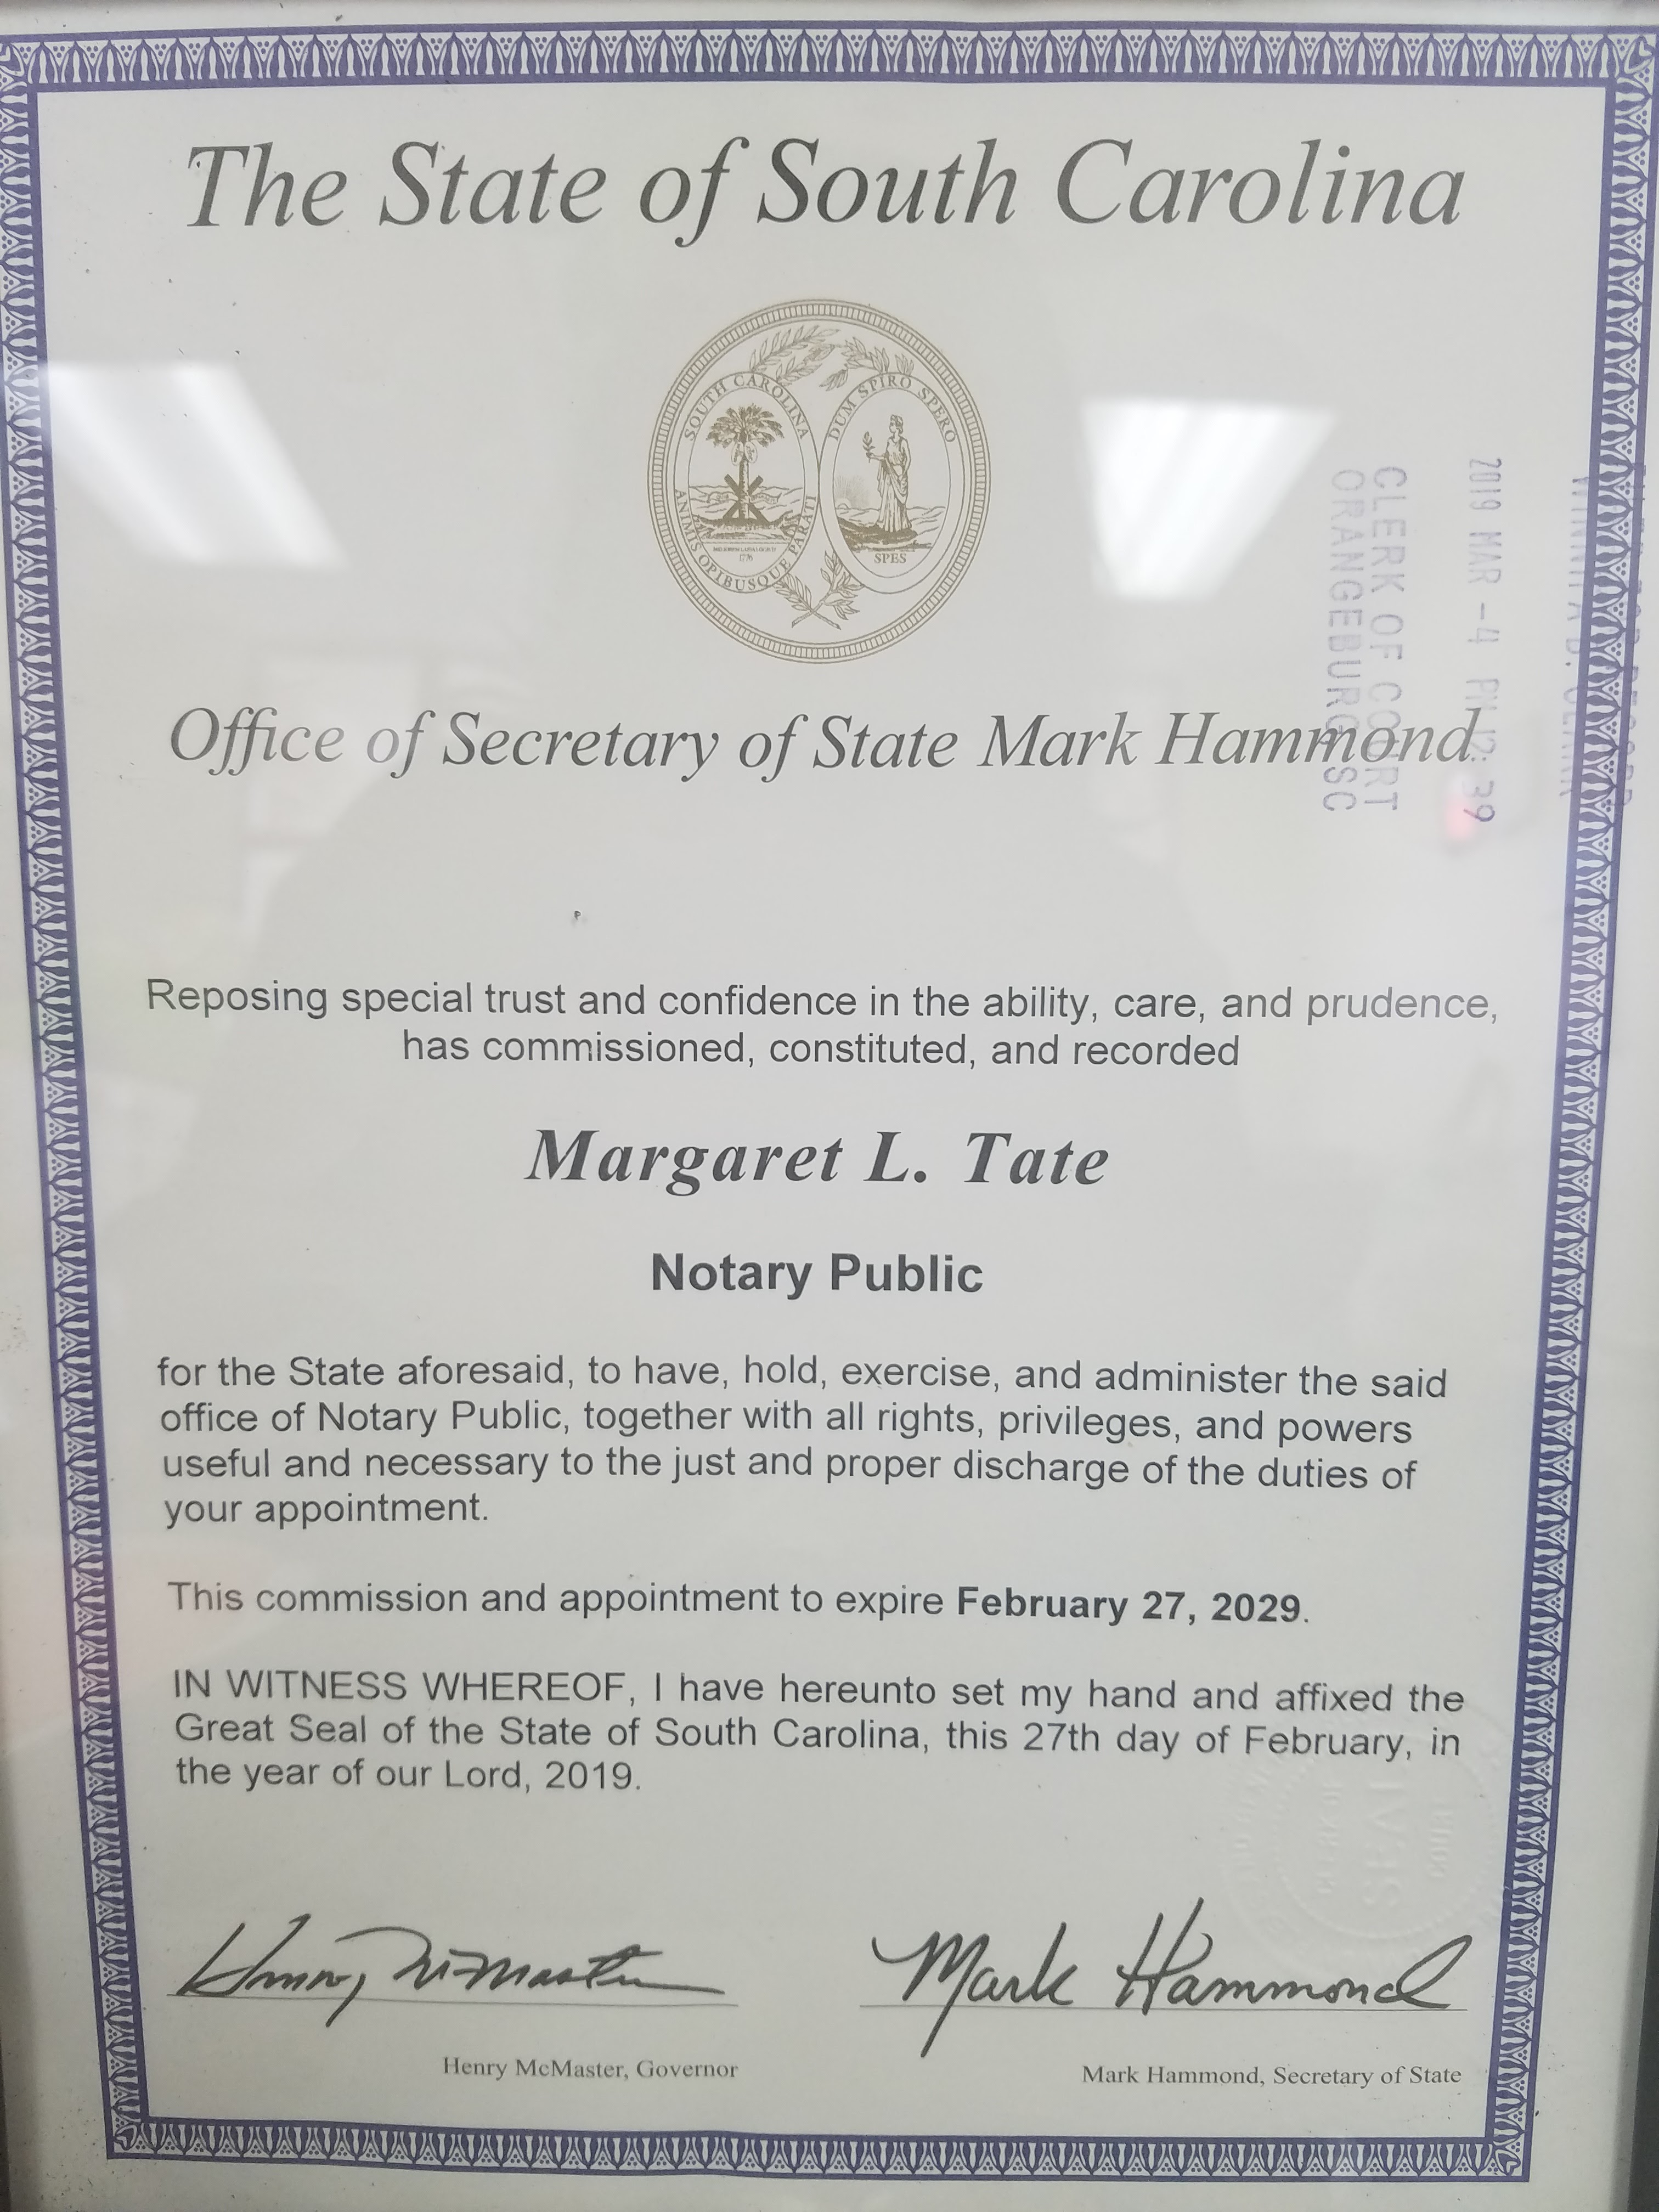 The State of South Carolina
SOUTH CAROLINA
ANIMIS OPIBUSQUE PARATI
1776
DUM SPIRO SPERO
SPES
2019 MAR -4 PM 12:39
CLERK OF COURT
ORANGEBURG SC
Office of Secretary of State Mark Hammond
Reposing special trust and confidence in the ability, care, and prudence,
has commissioned, constituted, and recorded
Margaret L. Tate
Notary Public
for the State aforesaid, to have, hold, exercise, and administer the said
office of Notary Public, together with all rights, privileges, and powers
useful and necessary to the just and proper discharge of the duties of
your appointment.
This commission and appointment to expire February 27, 2029.
IN WITNESS WHEREOF, I have hereunto set my hand and affixed the
Great Seal of the State of South Carolina, this 27th day of February, in
the year of our Lord, 2019.
SEAL
Henry McMaster
Mark Hammond
Henry McMaster, Governor
Mark Hammond, Secretary of State